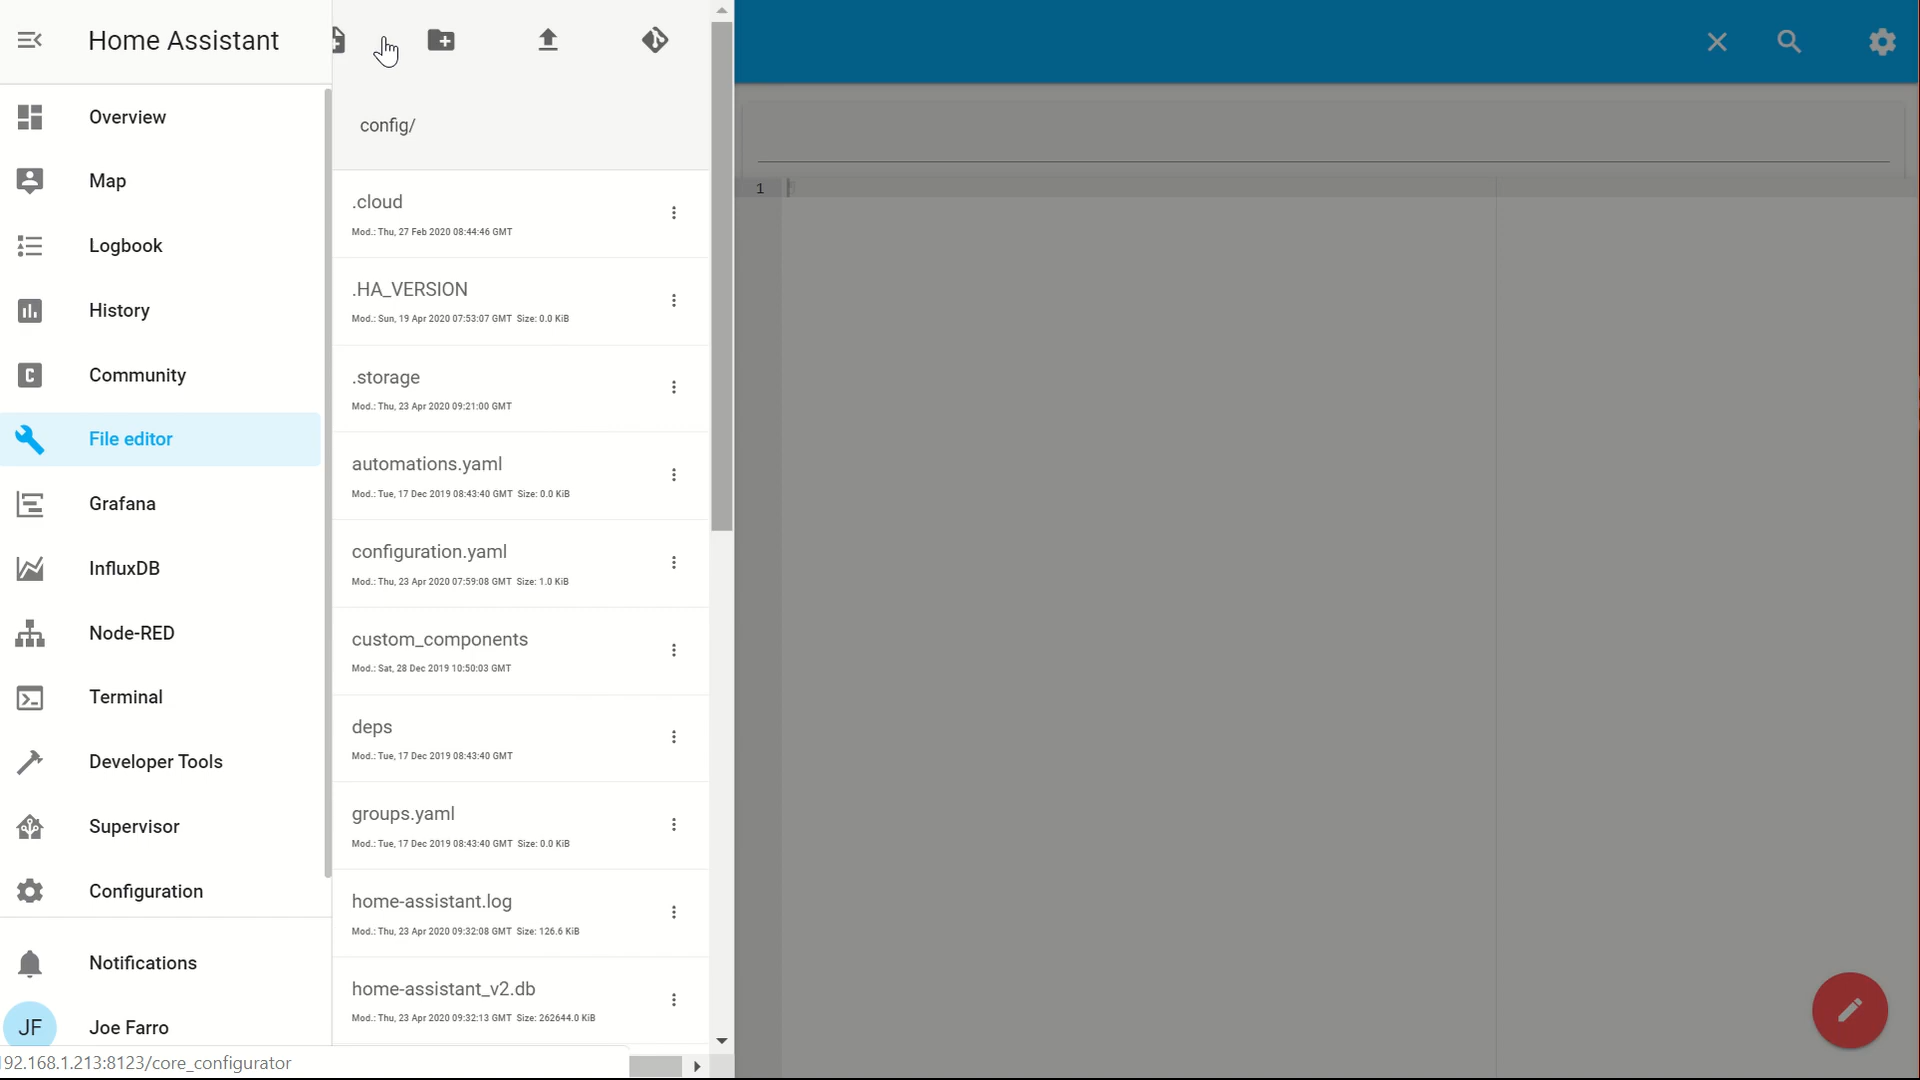 Home Assistant
Overview
Map
Logbook
History
Community
File editor
Grafana
InfluxDB
Node-RED
Terminal
Developer Tools
Supervisor
Configuration
Notifications
JF Joe Farro
92.168.1.213:8123/core_configurator
config/
.cloud
Mod.: Thu, 27 Feb 2020 08:44:46 GMT
.HA_VERSION
Mod.: Sun, 19 Apr 2020 07:53:07 GMT Size: 0.0 KiB
.storage
Mod.: Thu, 23 Apr 2020 09:21:00 GMT
automations.yaml
Mod.: Tue, 17 Dec 2019 08:43:40 GMT Size: 0.0 KiB
configuration.yaml
Mod.: Thu, 23 Apr 2020 07:59:08 GMT Size: 1.0 KiB
custom_components
Mod.: Sat, 28 Dec 2019 10:50:03 GMT
deps
Mod.: Tue, 17 Dec 2019 08:43:40 GMT
groups.yaml
Mod.: Tue, 17 Dec 2019 08:43:40 GMT Size: 0.0 KiB
home-assistant.log
Mod.: Thu, 23 Apr 2020 09:32:08 GMT Size: 126.6 KiB
home-assistant_v2.db
Mod.: Thu, 23 Apr 2020 09:32:13 GMT Size: 262644.0 KiB
1